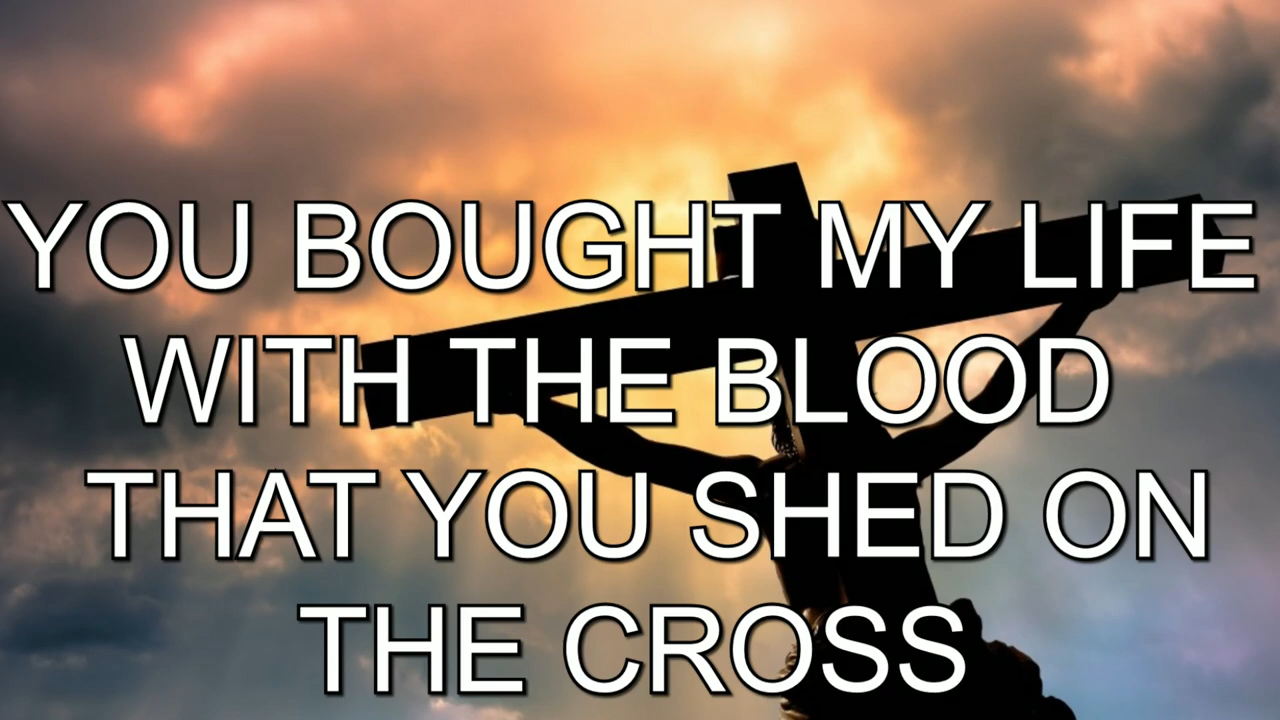 YOU BOUGHT MY LIFE
WITH THE BLOOD
THAT YOU SHED ON
THE CROSS